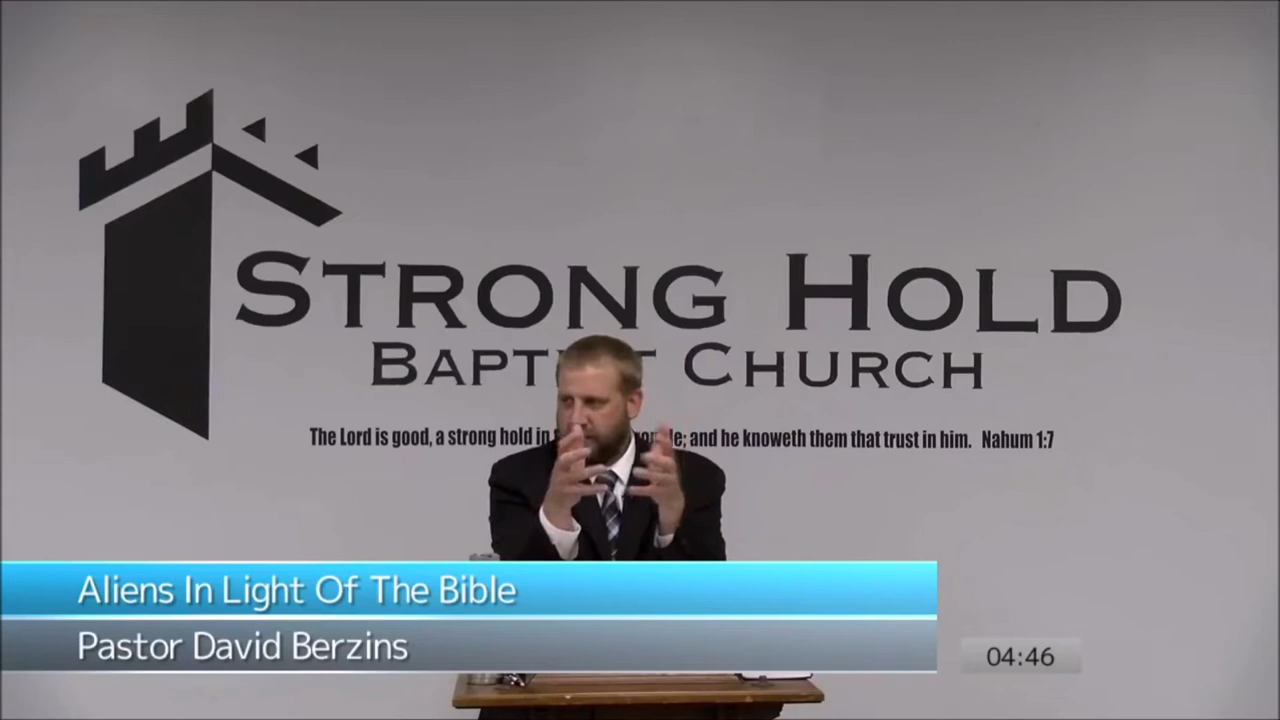 STRONG HOLD
BAPT T CHURCH
The Lord is good, a strong hold in and he knoweth them that trust in him. Nahum 1:7
Aliens In Light Of The Bible
Pastor David Berzins
04:46